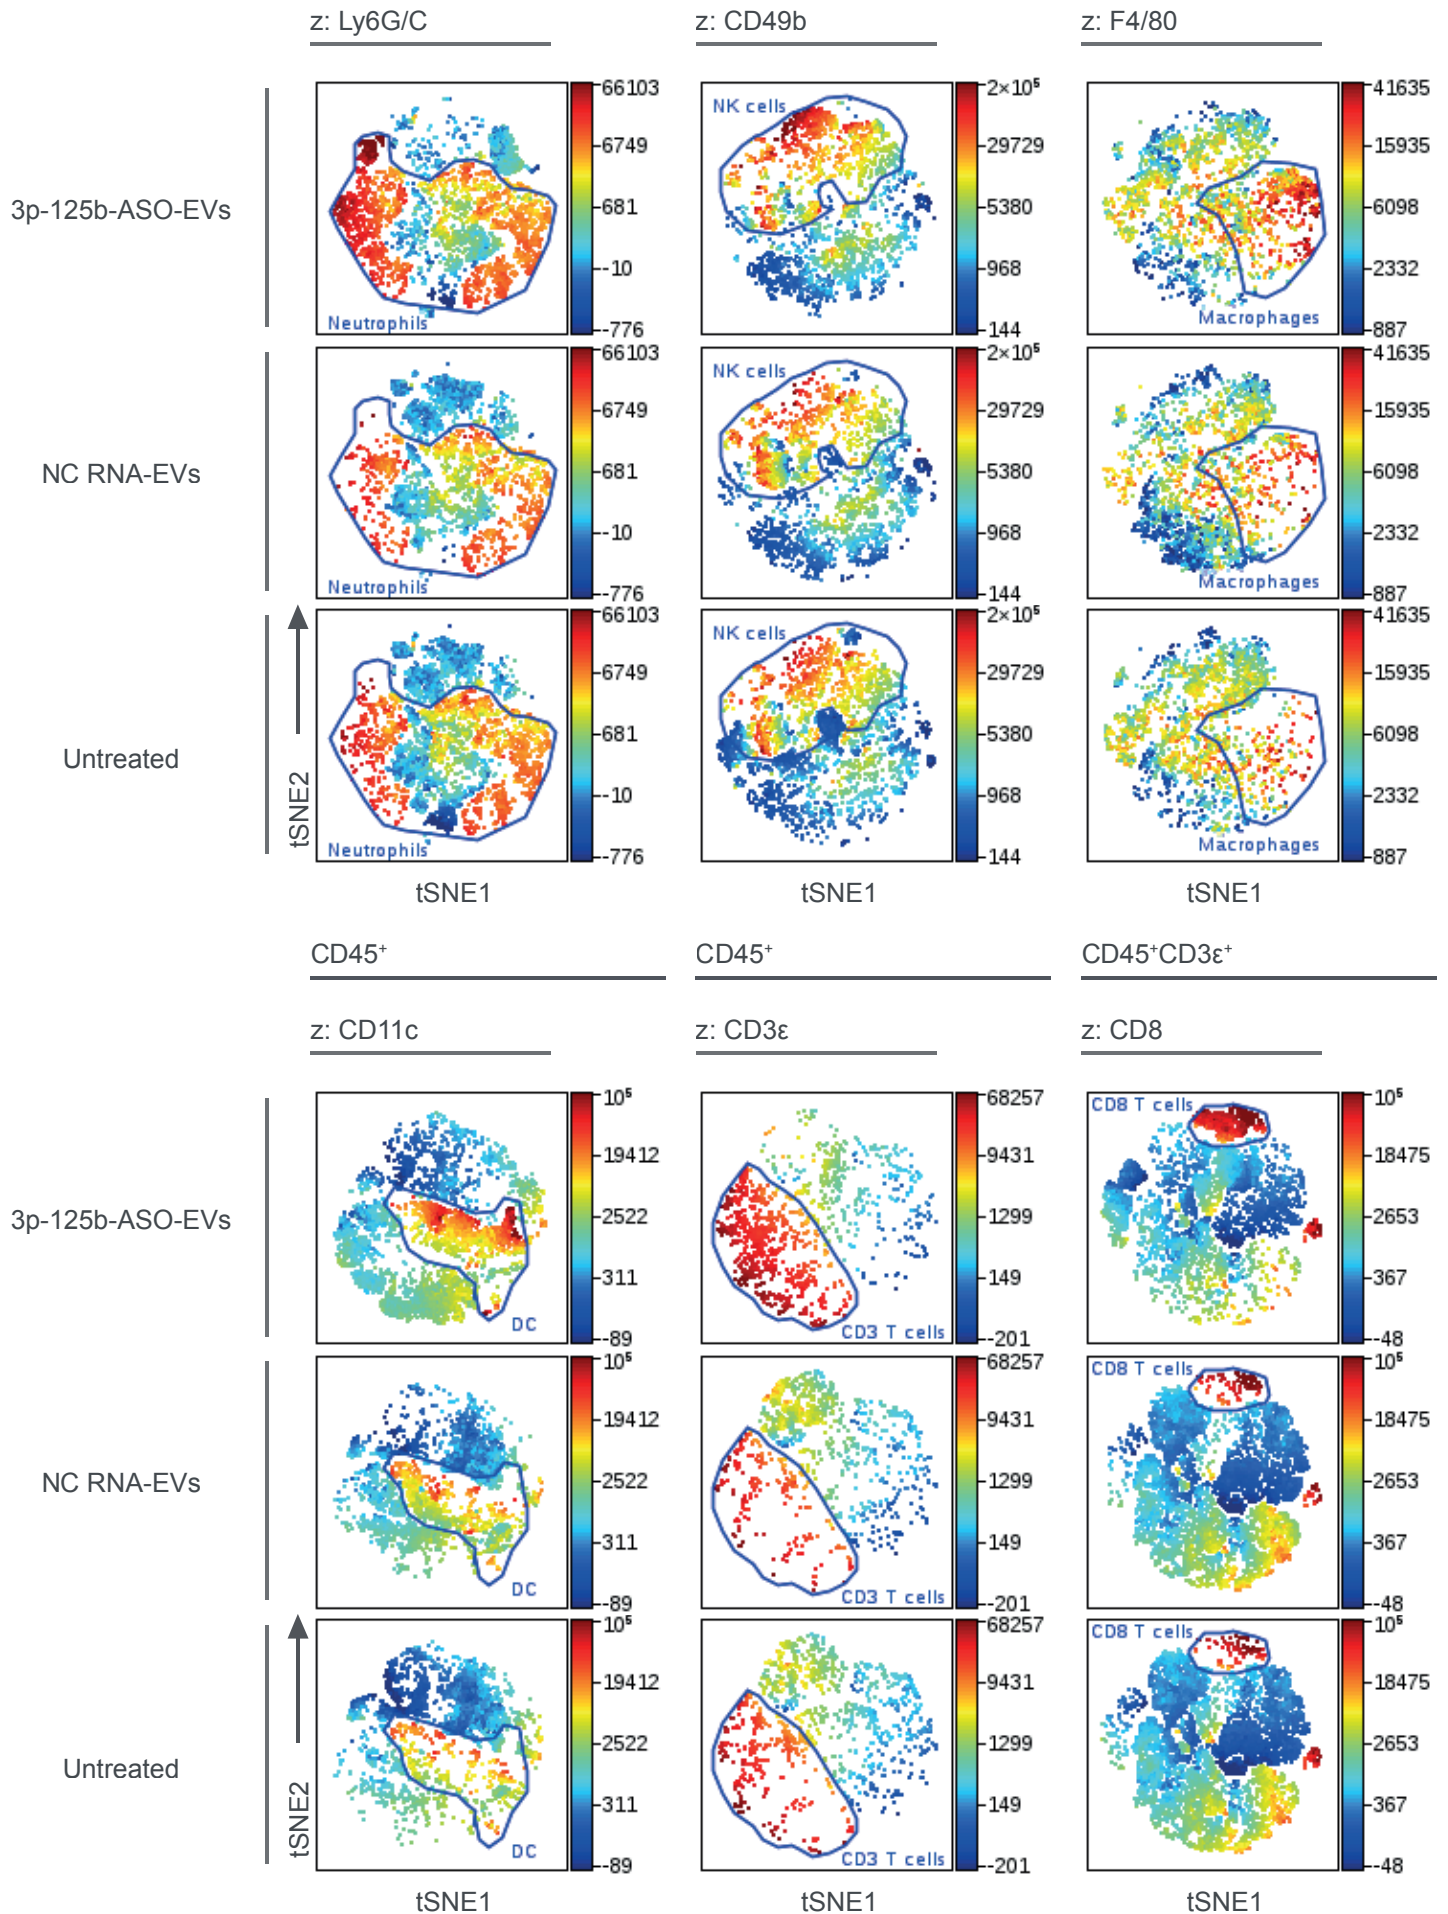 z: Ly6G/C
z: CD49b
z: F4/80
3p-125b-ASO-EVs
Neutrophils
66103
6749
681
-10
-776
NK cells
2×10⁵
29729
5380
968
144
Macrophages
41635
15935
6098
2332
887
NC RNA-EVs
Neutrophils
66103
6749
681
-10
-776
NK cells
2×10⁵
29729
5380
968
144
Macrophages
41635
15935
6098
2332
887
Untreated
tSNE2
Neutrophils
66103
6749
681
-10
-776
NK cells
2×10⁵
29729
5380
968
144
Macrophages
41635
15935
6098
2332
887
tSNE1
tSNE1
tSNE1
CD45⁺
CD45⁺
CD45⁺CD3ε⁺
z: CD11c
z: CD3ε
z: CD8
3p-125b-ASO-EVs
DC
10⁵
19412
2522
311
-89
CD3 T cells
68257
9431
1299
149
-201
CD8 T cells
10⁵
18475
2653
367
-48
NC RNA-EVs
DC
10⁵
19412
2522
311
-89
CD3 T cells
68257
9431
1299
149
-201
CD8 T cells
10⁵
18475
2653
367
-48
Untreated
tSNE2
DC
10⁵
19412
2522
311
-89
CD3 T cells
68257
9431
1299
149
-201
CD8 T cells
10⁵
18475
2653
367
-48
tSNE1
tSNE1
tSNE1